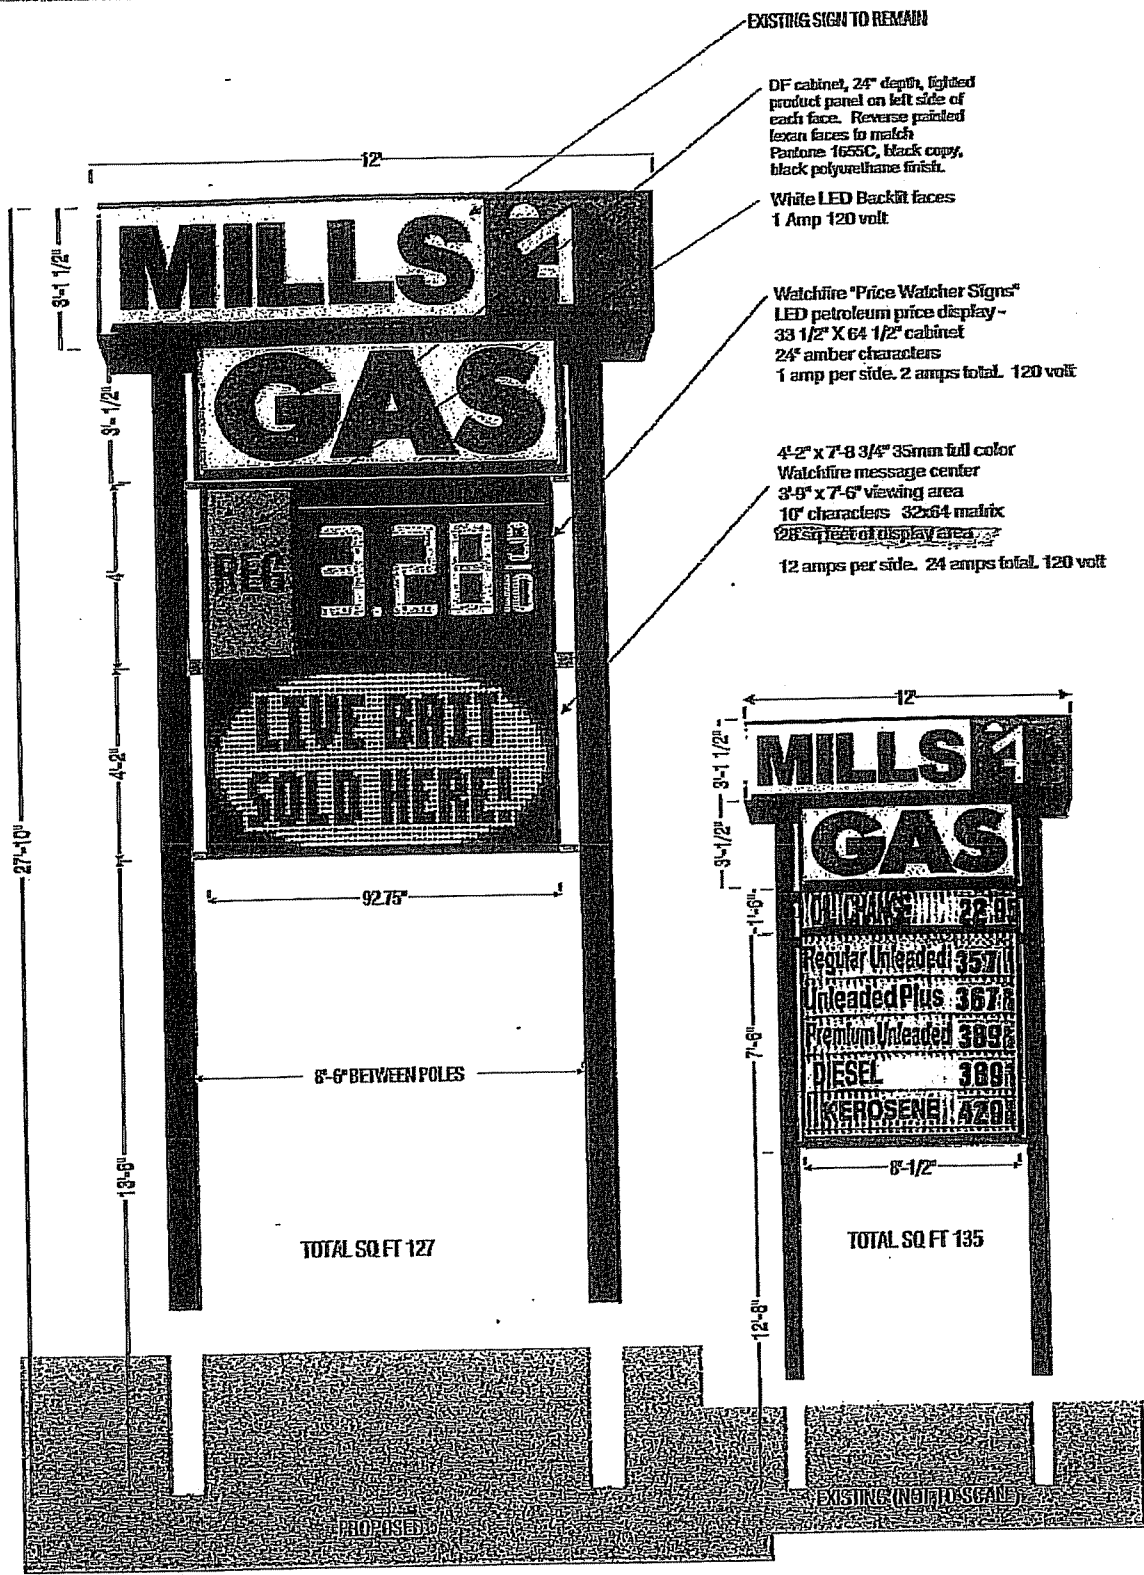 EXISTING SIGN TO REMAIN
DF cabinet, 24" depth, lighted
product panel on left side of
each face. Reverse painted
lexan faces to match
Pantone 1655C, black copy,
black polyurethane finish.
White LED Backlit faces
1 Amp 120 volt
Watchfire "Price Watcher Signs"
LED petroleum price display -
33 1/2" X 64 1/2" cabinet
24" amber characters
1 amp per side. 2 amps total. 120 volt
4'-2" x 7'-8 3/4" 35mm full color
Watchfire message center
3'-9" x 7'-6" viewing area
10" characters 32x64 matrix
28 sq feet of display area
12 amps per side. 24 amps total. 120 volt
12'
3'-1 1/2"
MILLS 1
3'-1/2"
GAS
4'
REG 3.28 9/10
4'-2"
LIVE BAIT
SOLD HERE!
27'-10"
92.75"
8'-6" BETWEEN POLES
13'-6"
TOTAL SQ FT 127
PROPOSED
12'
3'-1 1/2"
MILLS 1
3'-1/2"
GAS
1'-6"
OIL CHANGE 22 95
7'-6"
Regular Unleaded 357
Unleaded Plus 367
Premium Unleaded 389
DIESEL 389
KEROSENE 429
8'-1/2"
TOTAL SQ FT 135
12'-8"
EXISTING (NOT TO SCALE)